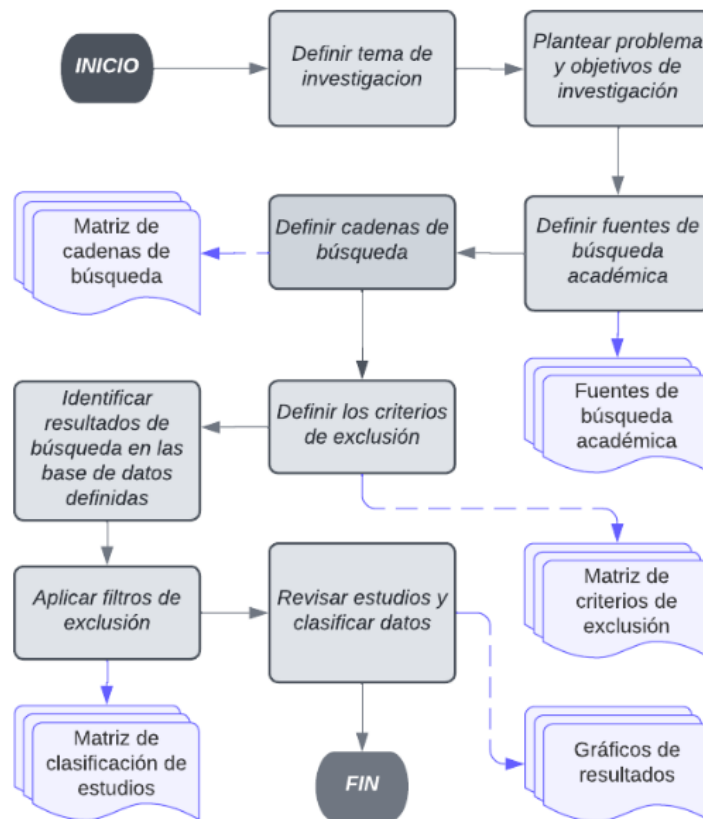 INICIO
Definir tema de
investigacion
Plantear problema
y objetivos de
investigación
Matriz de
cadenas de
búsqueda
Definir cadenas de
búsqueda
Definir fuentes de
búsqueda
académica
Identificar
resultados de
búsqueda en las
base de datos
definidas
Definir los criterios
de exclusión
Fuentes de
búsqueda
académica
Aplicar filtros de
exclusión
Revisar estudios y
clasificar datos
Matriz de
criterios de
exclusión
Matriz de
clasificación de
estudios
FIN
Gráficos de
resultados